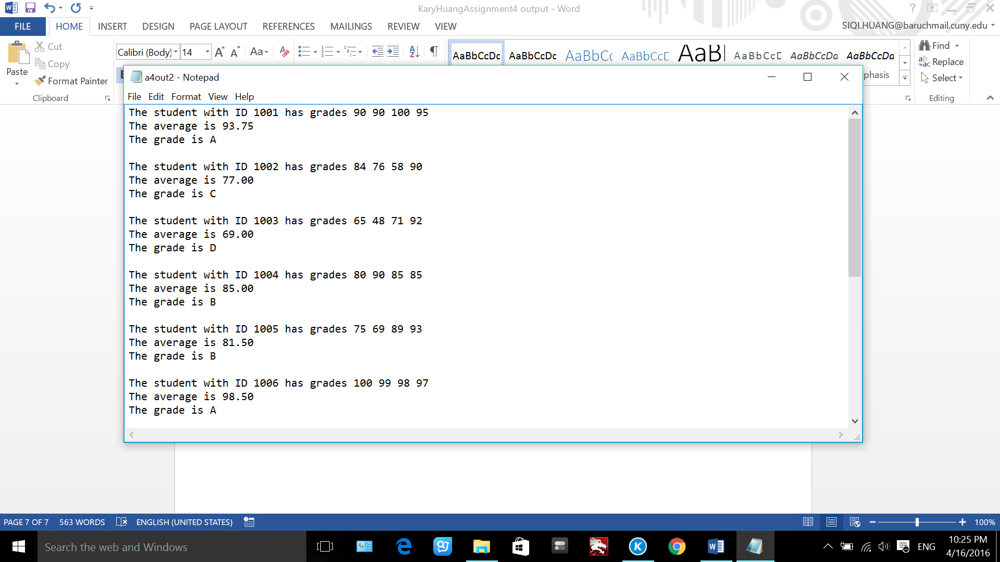 KaryHuangAssignment4 output - Word
FILE HOME INSERT DESIGN PAGE LAYOUT REFERENCES MAILINGS REVIEW VIEW
SIQI.HUANG@baruchmail.cuny.edu
Paste
Cut
Copy
Format Painter
Clipboard
Calibri (Body) 14
AaBbCcDc AaBbCcDc AaBbC AaBbCcD AaB AaBbCcD AaBbCcDa AaBbCcDa
phasis
Find
Replace
Select
Editing
a4out2 - Notepad
File Edit Format View Help
The student with ID 1001 has grades 90 90 100 95
The average is 93.75
The grade is A
The student with ID 1002 has grades 84 76 58 90
The average is 77.00
The grade is C
The student with ID 1003 has grades 65 48 71 92
The average is 69.00
The grade is D
The student with ID 1004 has grades 80 90 85 85
The average is 85.00
The grade is B
The student with ID 1005 has grades 75 69 89 93
The average is 81.50
The grade is B
The student with ID 1006 has grades 100 99 98 97
The average is 98.50
The grade is A
PAGE 7 OF 7 563 WORDS ENGLISH (UNITED STATES) 100%
Search the web and Windows
ENG
10:25 PM
4/16/2016